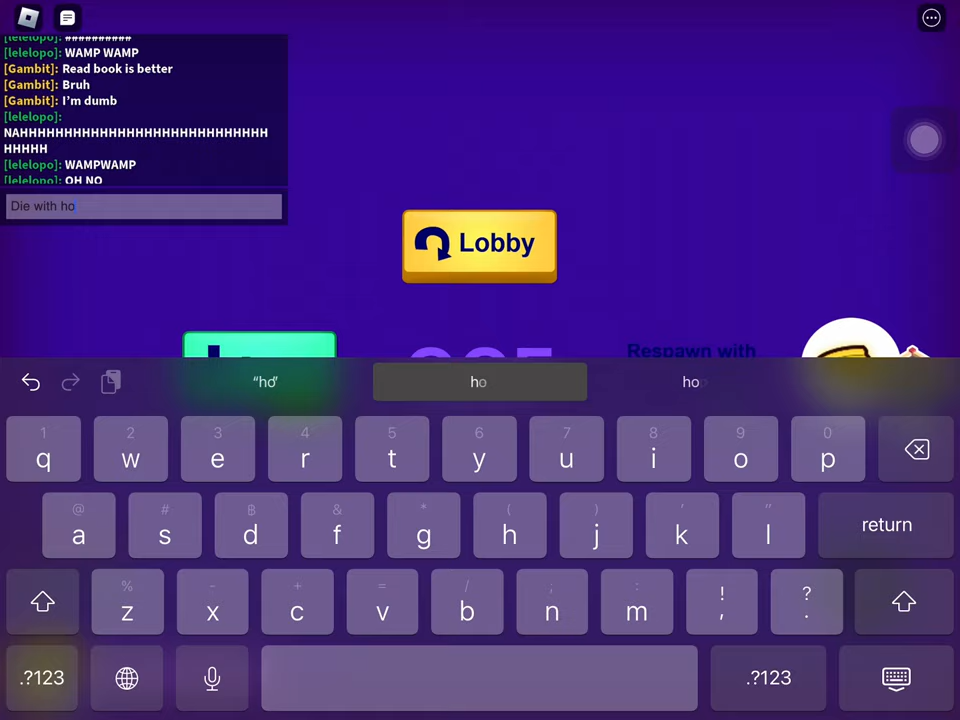 [lelelopo]: ##########
[lelelopo]: WAMP WAMP
[Gambit]: Read book is better
[Gambit]: Bruh
[Gambit]: I'm dumb
[lelelopo]:
NAHHHHHHHHHHHHHHHHHHHHHHHHHHHH
HHHHH
[lelelopo]: WAMPWAMP
[lelelopo]: OH NO
Die with ho
Lobby
Respawn with
"ho" ho ho
1 2 3 4 5 6 7 8 9 0
q w e r t y u i o p
@ # ฿ & * ( ) ' "
a s d f g h j k l return
% - + = / ; : ! ?
z x c v b n m , .
.?123 .?123